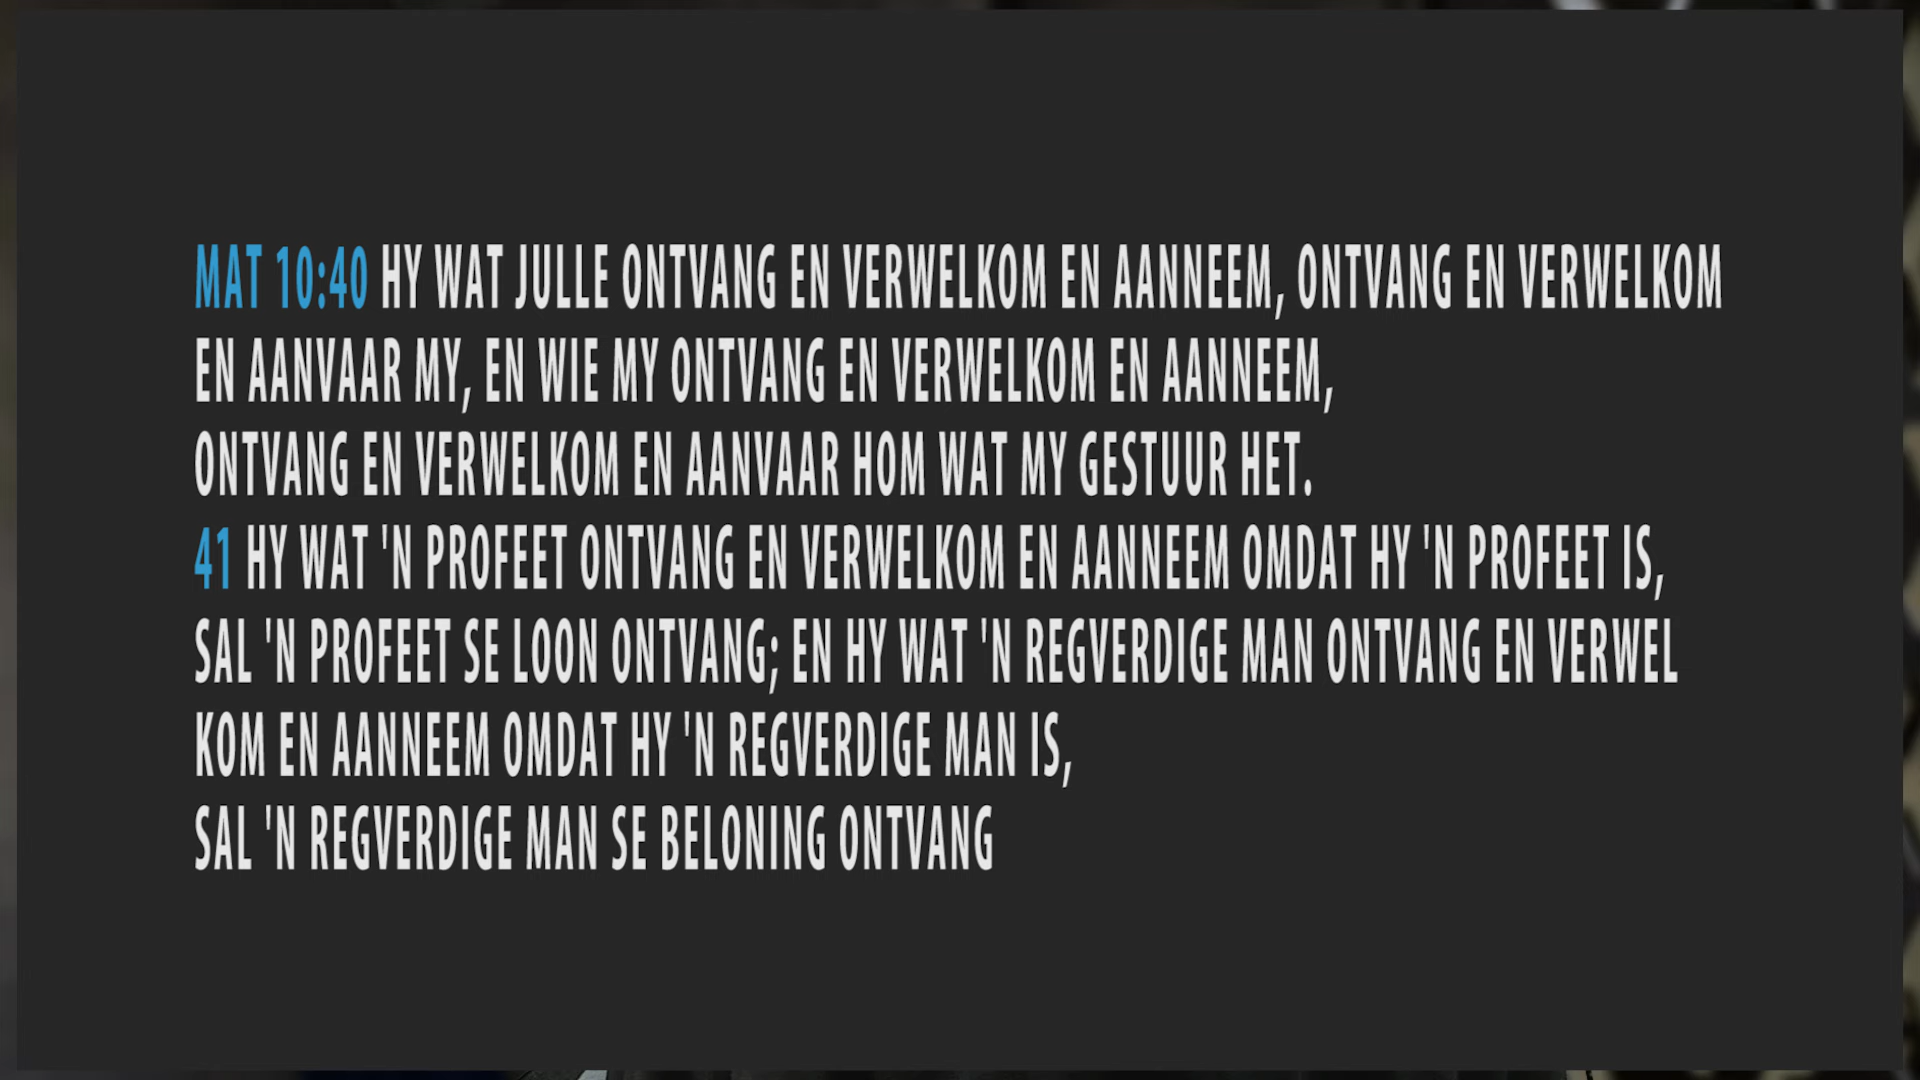 MAT 10:40 HY WAT JULLE ONTVANG EN VERWELKOM EN AANNEEM, ONTVANG EN VERWELKOM
EN AANVAAR MY, EN WIE MY ONTVANG EN VERWELKOM EN AANNEEM,
ONTVANG EN VERWELKOM EN AANVAAR HOM WAT MY GESTUUR HET.
41 HY WAT 'N PROFEET ONTVANG EN VERWELKOM EN AANNEEM OMDAT HY 'N PROFEET IS,
SAL 'N PROFEET SE LOON ONTVANG; EN HY WAT 'N REGVERDIGE MAN ONTVANG EN VERWEL
KOM EN AANNEEM OMDAT HY 'N REGVERDIGE MAN IS,
SAL 'N REGVERDIGE MAN SE BELONING ONTVANG